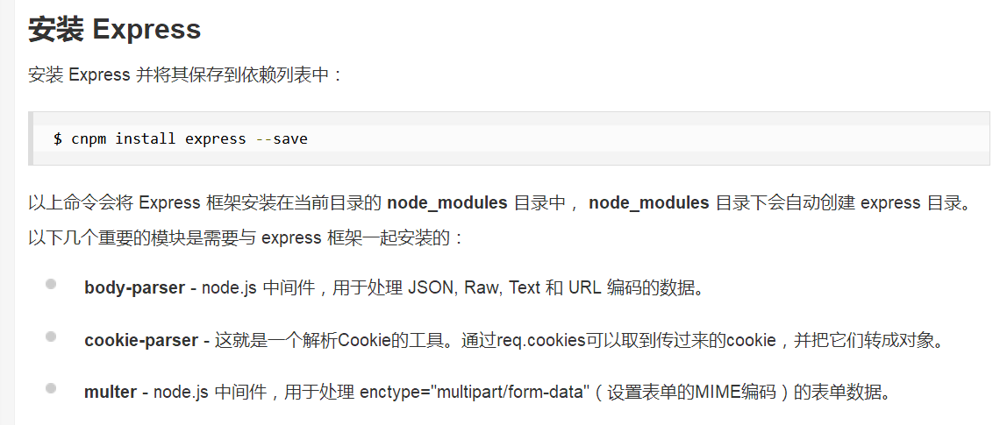 安装 Express
安装 Express 并将其保存到依赖列表中：
$ cnpm install express --save
以上命令会将 Express 框架安装在当前目录的 node_modules 目录中， node_modules 目录下会自动创建 express 目录。
以下几个重要的模块是需要与 express 框架一起安装的：
body-parser - node.js 中间件，用于处理 JSON, Raw, Text 和 URL 编码的数据。
cookie-parser - 这就是一个解析Cookie的工具。通过req.cookies可以取到传过来的cookie，并把它们转成对象。
multer - node.js 中间件，用于处理 enctype="multipart/form-data"（设置表单的MIME编码）的表单数据。